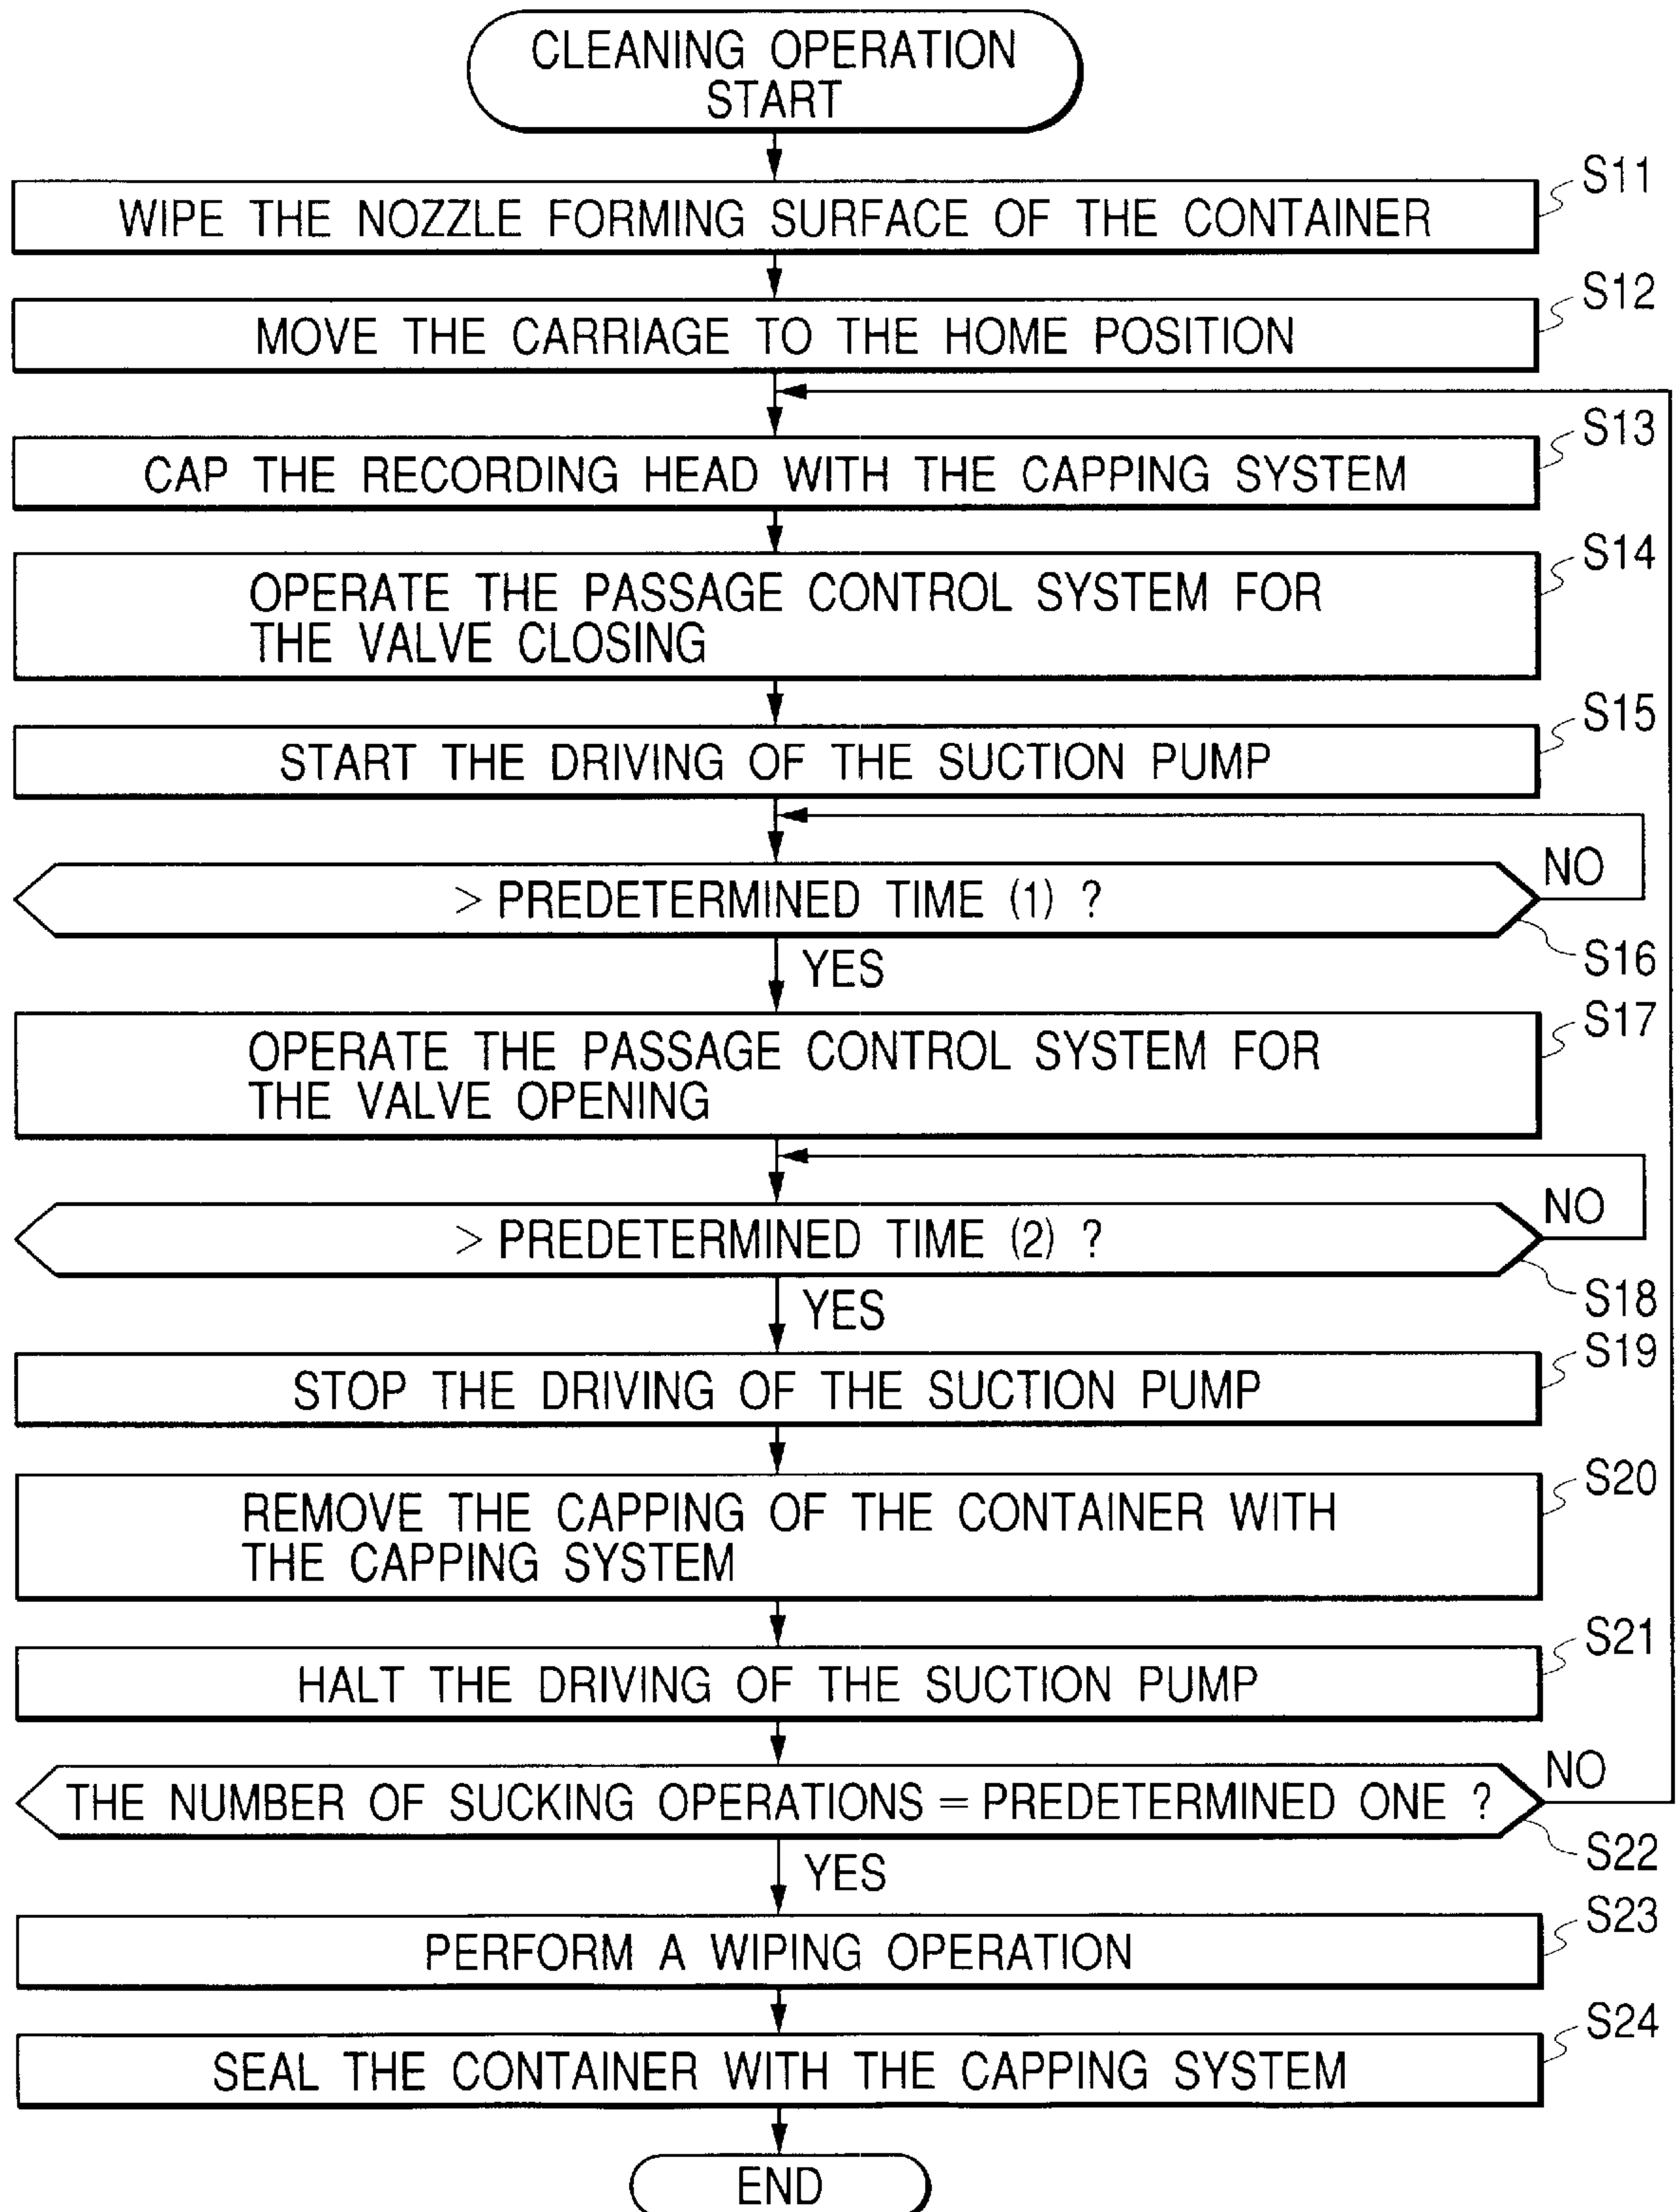 CLEANING OPERATION
START
S11
WIPE THE NOZZLE FORMING SURFACE OF THE CONTAINER
S12
MOVE THE CARRIAGE TO THE HOME POSITION
S13
CAP THE RECORDING HEAD WITH THE CAPPING SYSTEM
S14
OPERATE THE PASSAGE CONTROL SYSTEM FOR
THE VALVE CLOSING
S15
START THE DRIVING OF THE SUCTION PUMP
NO
> PREDETERMINED TIME (1) ?
S16
YES
S17
OPERATE THE PASSAGE CONTROL SYSTEM FOR
THE VALVE OPENING
NO
> PREDETERMINED TIME (2) ?
S18
YES
S19
STOP THE DRIVING OF THE SUCTION PUMP
S20
REMOVE THE CAPPING OF THE CONTAINER WITH
THE CAPPING SYSTEM
S21
HALT THE DRIVING OF THE SUCTION PUMP
NO
THE NUMBER OF SUCKING OPERATIONS = PREDETERMINED ONE ?
S22
YES
S23
PERFORM A WIPING OPERATION
S24
SEAL THE CONTAINER WITH THE CAPPING SYSTEM
END